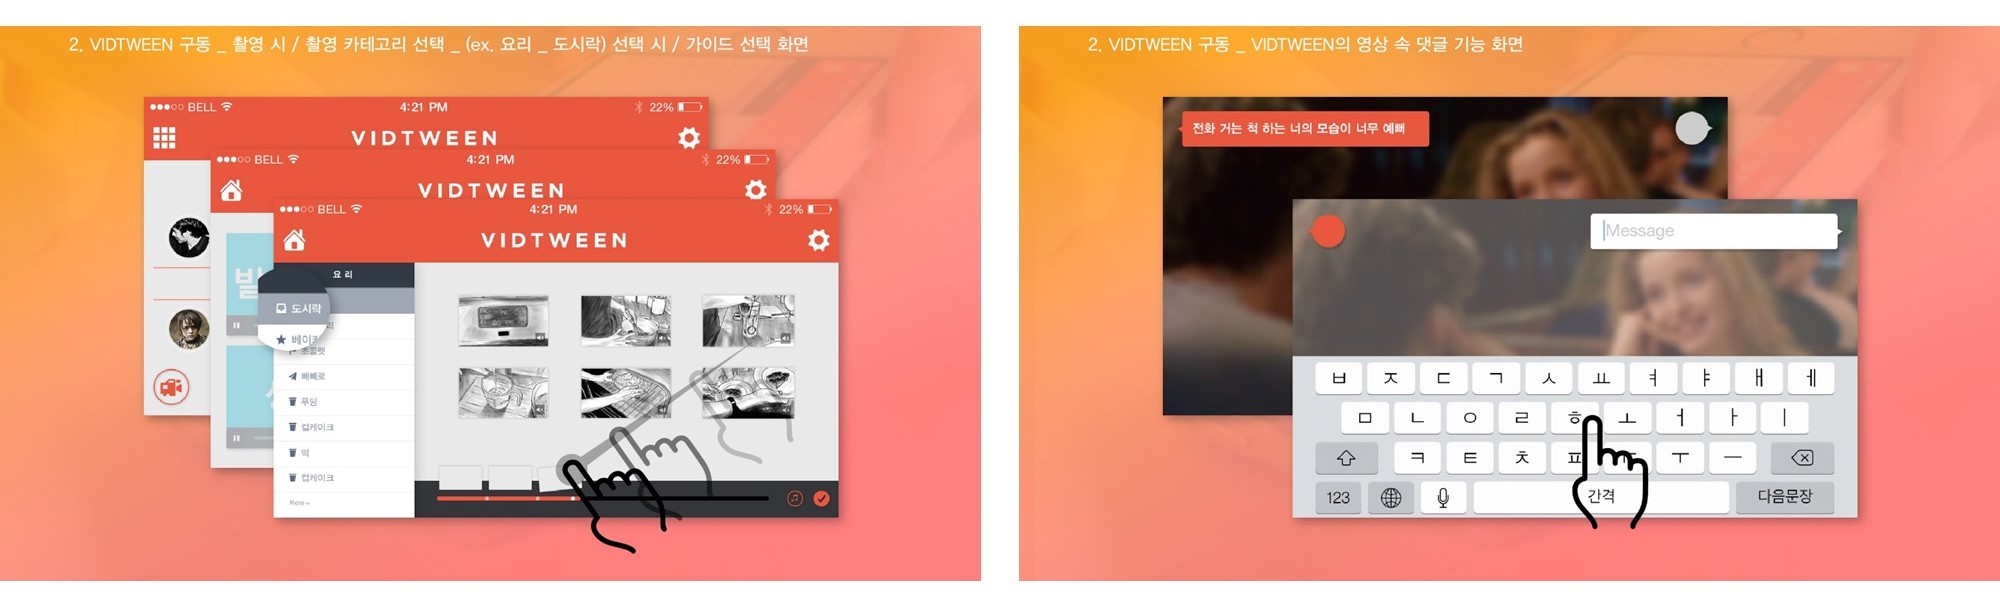 2. VIDTWEEN 구동 _ 촬영 시 / 촬영 카테고리 선택 _ (ex. 요리 _ 도시락) 선택 시 / 가이드 선택 화면
BELL 4:21 PM 22%
VIDTWEEN
BELL 4:21 PM 22%
VIDTWEEN
BELL 4:21 PM 22%
VIDTWEEN
요리
도시락
초콜렛
빼빼로
푸딩
컵케이크
떡
컵케이크
More
2. VIDTWEEN 구동 _ VIDTWEEN의 영상 속 댓글 기능 화면
전화 거는 척 하는 너의 모습이 너무 예뻐
Message
ㅂ ㅈ ㄷ ㄱ ㅅ ㅛ ㅕ ㅑ ㅐ ㅔ
ㅁ ㄴ ㅇ ㄹ ㅎ ㅗ ㅓ ㅏ ㅣ
ㅋ ㅌ ㅊ ㅍ ㅜ ㅡ
123 간격 다음문장